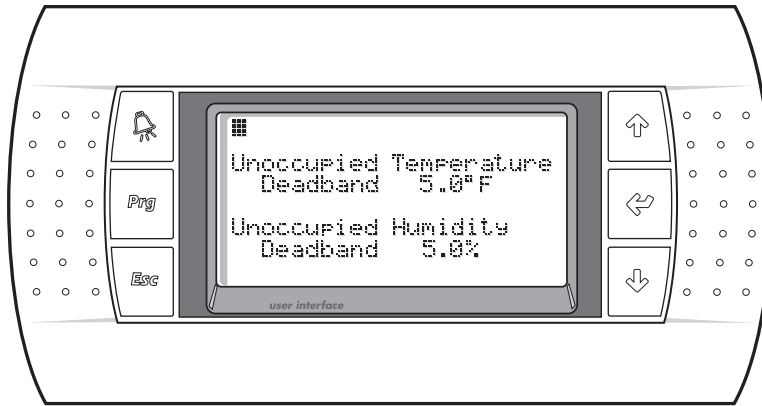 Unoccupied Temperature
Deadband 5.0°F
Unoccupied Humidity
Deadband 5.0%
Prg
Esc
user interface